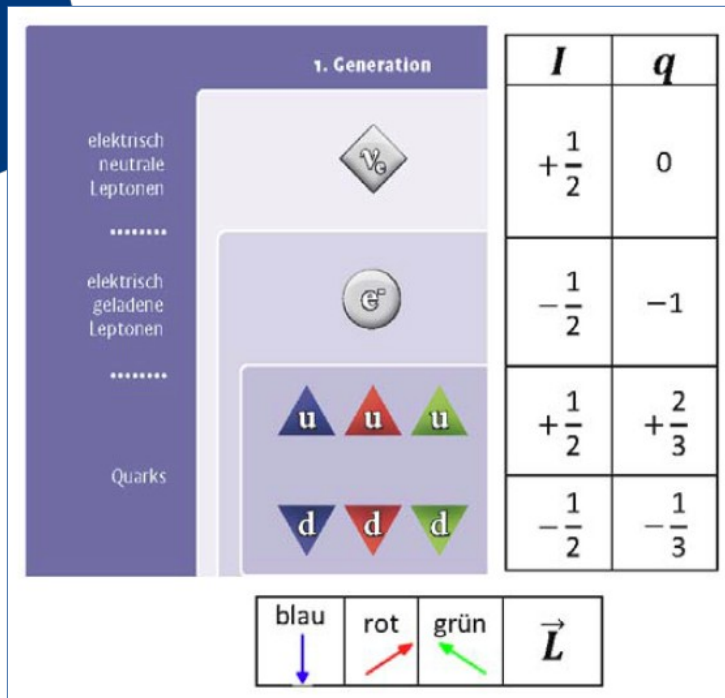 1. Generation
I q
elektrisch
neutrale
Leptonen
νₑ
+1/2 0
elektrisch
geladene
Leptonen
e⁻
−1/2 −1
Quarks
u u u
+1/2 +2/3
d d d
−1/2 −1/3
blau rot grün L⃗